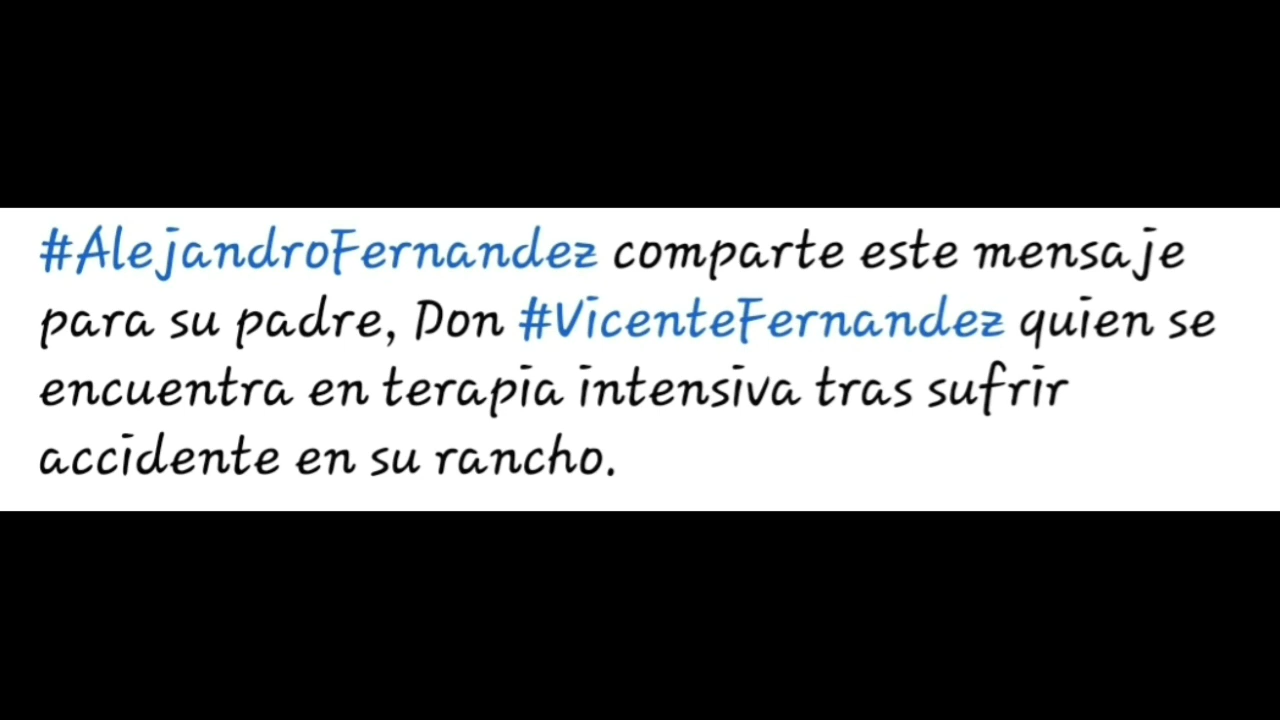 #AlejandroFernandez comparte este mensaje
para su padre, Don #VicenteFernandez quien se
encuentra en terapia intensiva tras sufrir
accidente en su rancho.